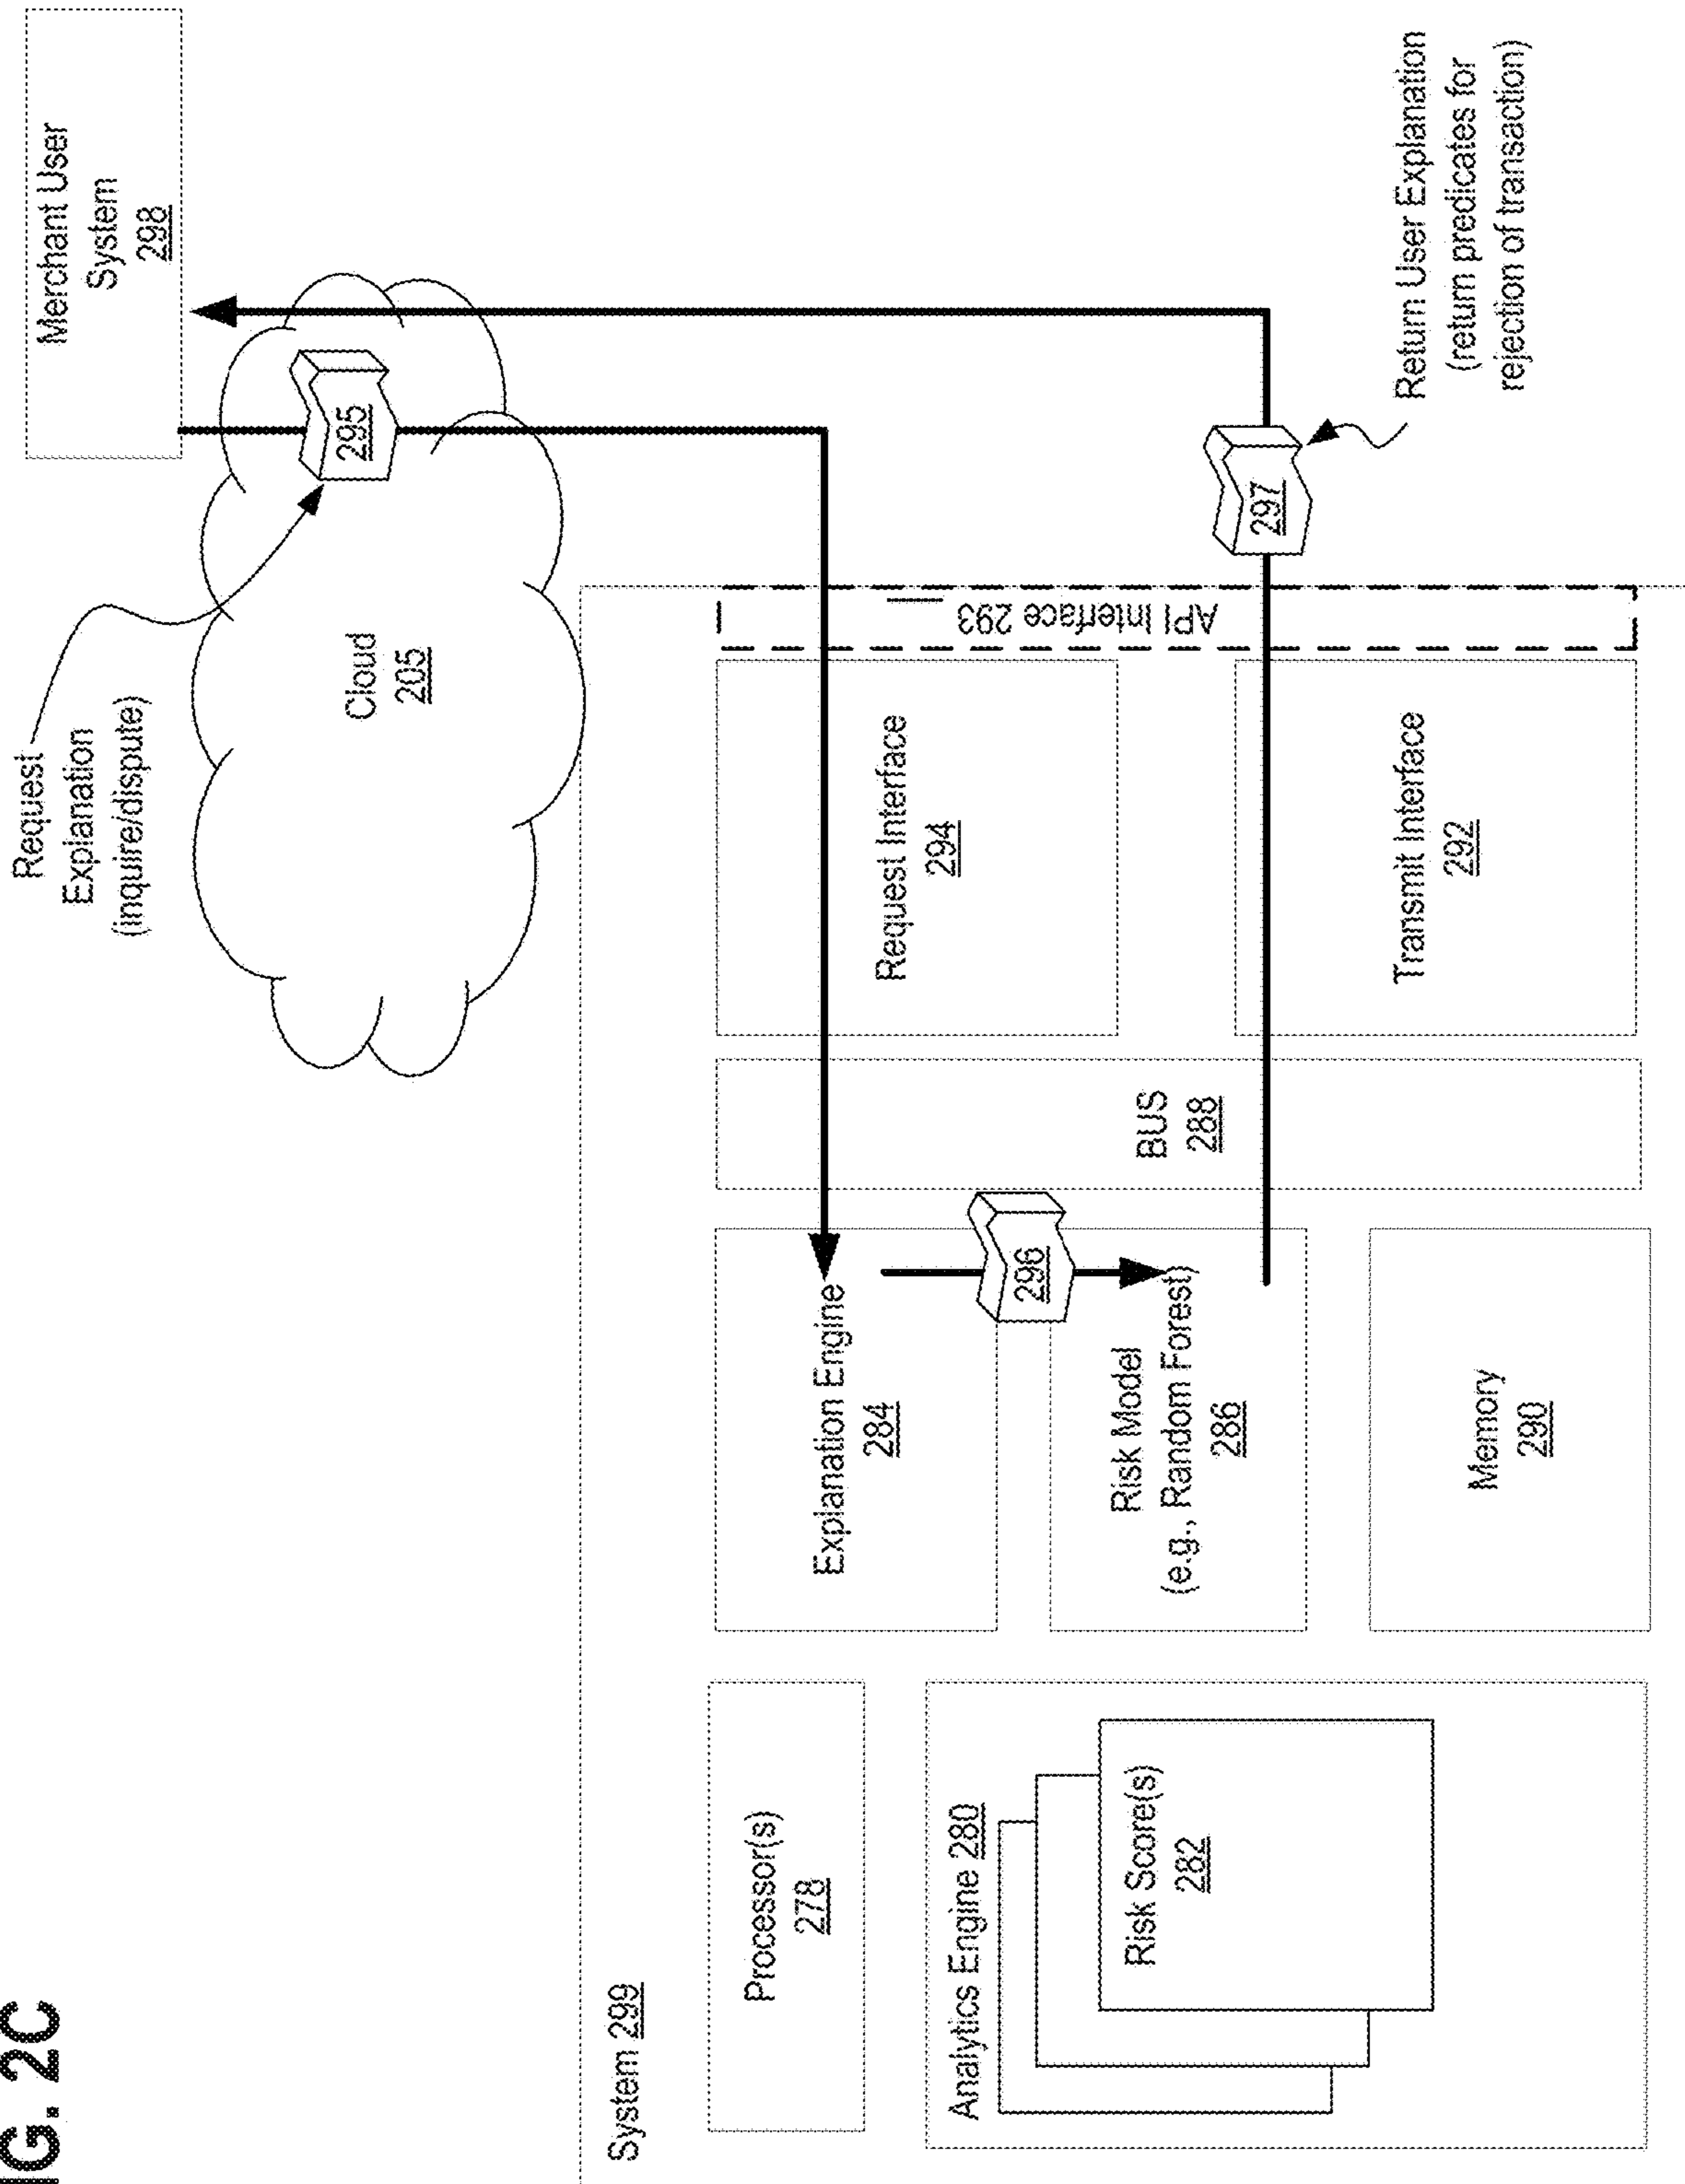 IG. 2C
Merchant User
System
298
Request
Explanation
(inquire/dispute)
295
Cloud
205
System 299
Processor(s)
278
Explanation Engine
284
Request Interface
294
API Interface 293
296
BUS
288
Analytics Engine 280
Risk Score(s)
282
Risk Model
(e.g., Random Forest)
286
297
Transmit Interface
292
Memory
290
Return User Explanation
(return predicates for
rejection of transaction)